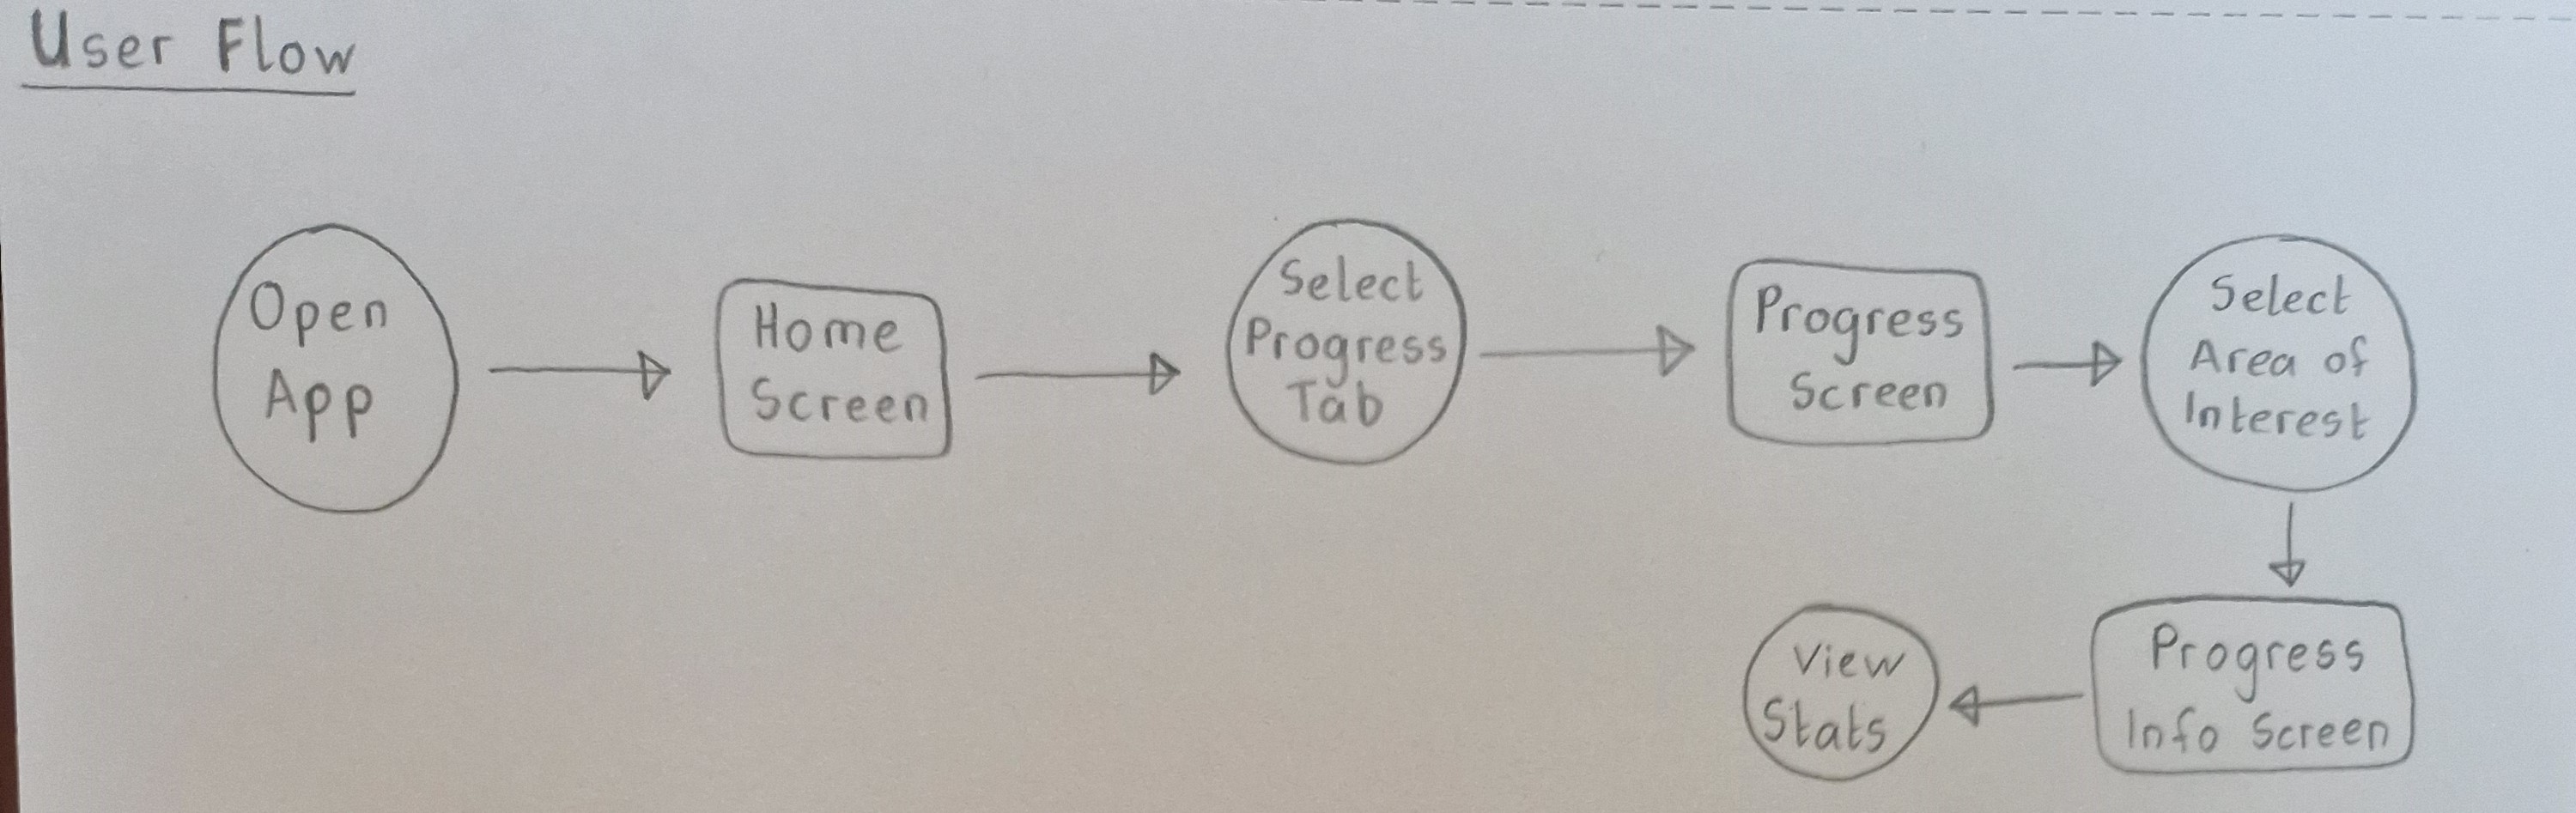 User Flow
Open
App
Home
Screen
Select
Progress
Tab
Progress
Screen
Select
Area of
Interest
Progress
Info Screen
View
Stats